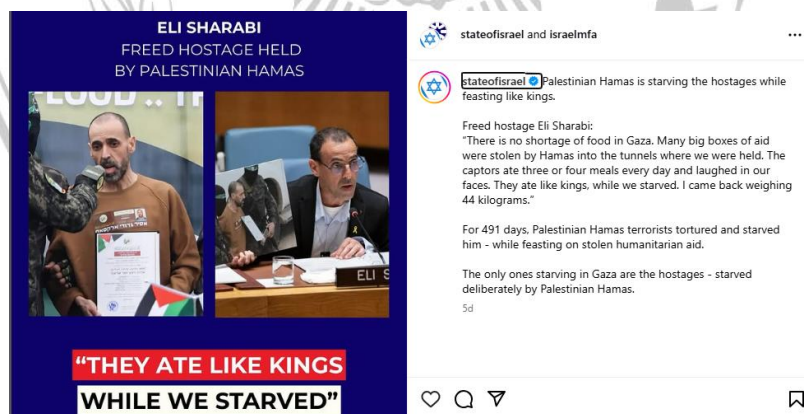 ELI SHARABI
FREED HOSTAGE HELD
BY PALESTINIAN HAMAS
ELI S
"THEY ATE LIKE KINGS
WHILE WE STARVED"
stateofisrael and israelmfa
stateofisrael Palestinian Hamas is starving the hostages while
feasting like kings.
Freed hostage Eli Sharabi:
"There is no shortage of food in Gaza. Many big boxes of aid
were stolen by Hamas into the tunnels where we were held. The
captors ate three or four meals every day and laughed in our
faces. They ate like kings, while we starved. I came back weighing
44 kilograms."
For 491 days, Palestinian Hamas terrorists tortured and starved
him - while feasting on stolen humanitarian aid.
The only ones starving in Gaza are the hostages - starved
deliberately by Palestinian Hamas.
5d